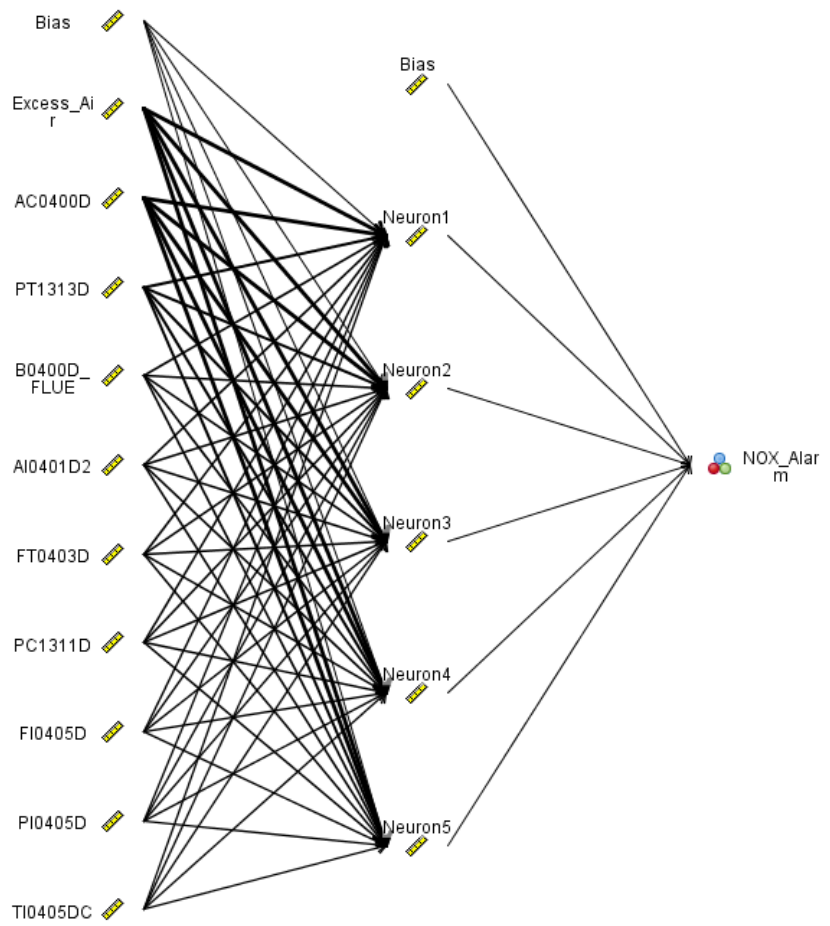 Bias
Excess_Ai
r
AC0400D
PT1313D
B0400D_
FLUE
AI0401D2
FT0403D
PC1311D
FI0405D
PI0405D
TI0405DC
Bias
Neuron1
Neuron2
Neuron3
Neuron4
Neuron5
NOX_Alar
m